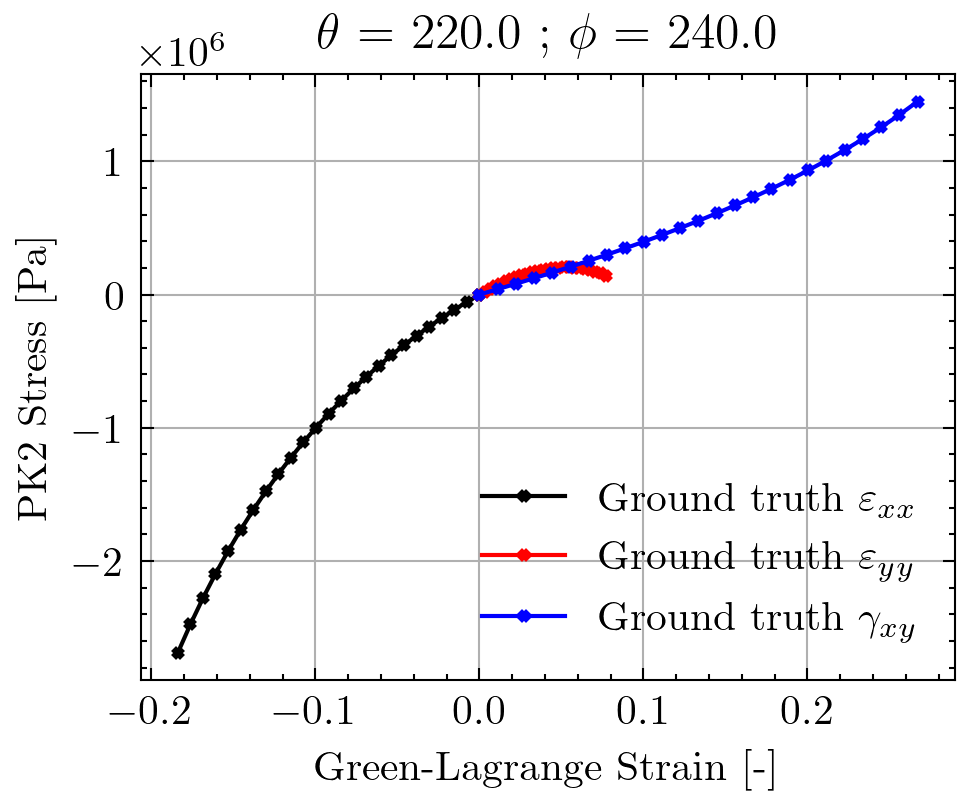 θ = 220.0 ; ϕ = 240.0
×10⁶
1
0
−1
−2
PK2 Stress [Pa]
Ground truth εxx
Ground truth εyy
Ground truth γxy
−0.2 −0.1 0.0 0.1 0.2
Green-Lagrange Strain [-]